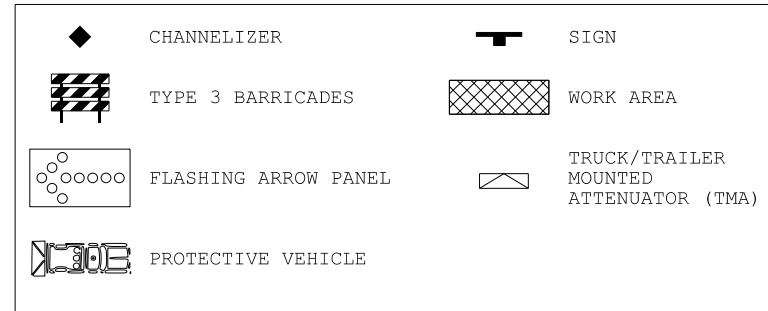 CHANNELIZER
SIGN
TYPE 3 BARRICADES
WORK AREA
FLASHING ARROW PANEL
TRUCK/TRAILER
MOUNTED
ATTENUATOR (TMA)
PROTECTIVE VEHICLE